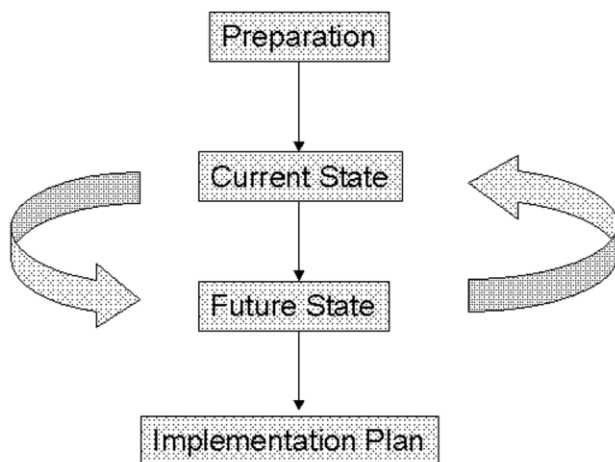 Preparation
Current State
Future State
Implementation Plan